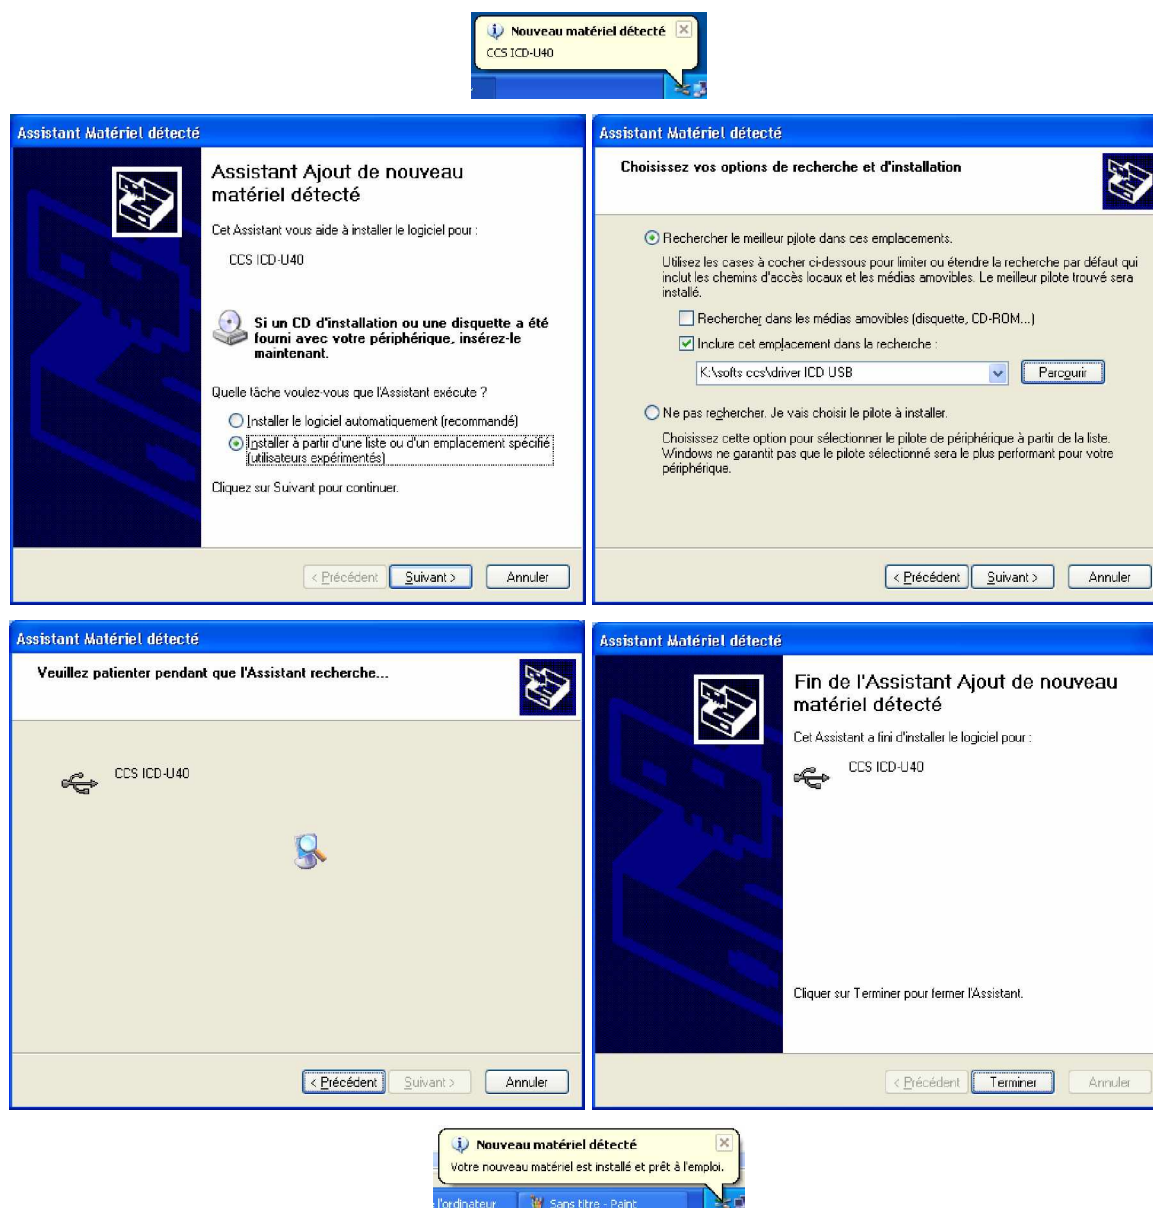 Nouveau matériel détecté
CCS ICD-U40
Assistant Matériel détecté
Assistant Ajout de nouveau
matériel détecté
Cet Assistant vous aide à installer le logiciel pour :
CCS ICD-U40
Si un CD d'installation ou une disquette a été
fourni avec votre périphérique, insérez-le
maintenant.
Quelle tâche voulez-vous que l'Assistant exécute ?
Installer le logiciel automatiquement (recommandé)
Installer à partir d'une liste ou d'un emplacement spécifié
(utilisateurs expérimentés)
Cliquez sur Suivant pour continuer.
< Précédent
Suivant >
Annuler
Assistant Matériel détecté
Choisissez vos options de recherche et d'installation
Rechercher le meilleur pilote dans ces emplacements.
Utilisez les cases à cocher ci-dessous pour limiter ou étendre la recherche par défaut qui
inclut les chemins d'accès locaux et les médias amovibles. Le meilleur pilote trouvé sera
installé.
Rechercher dans les médias amovibles (disquette, CD-ROM...)
Inclure cet emplacement dans la recherche :
K:\softs ccs\driver ICD USB
Parcourir
Ne pas rechercher. Je vais choisir le pilote à installer.
Choisissez cette option pour sélectionner le pilote de périphérique à partir de la liste.
Windows ne garantit pas que le pilote sélectionné sera le plus performant pour votre
périphérique.
< Précédent
Suivant >
Annuler
Assistant Matériel détecté
Veuillez patienter pendant que l'Assistant recherche...
CCS ICD-U40
< Précédent
Suivant >
Annuler
Assistant Matériel détecté
Fin de l'Assistant Ajout de nouveau
matériel détecté
Cet Assistant a fini d'installer le logiciel pour :
CCS ICD-U40
Cliquer sur Terminer pour fermer l'Assistant.
< Précédent
Terminer
Annuler
Nouveau matériel détecté
Votre nouveau matériel est installé et prêt à l'emploi.
l'ordinateur
Sans titre - Paint